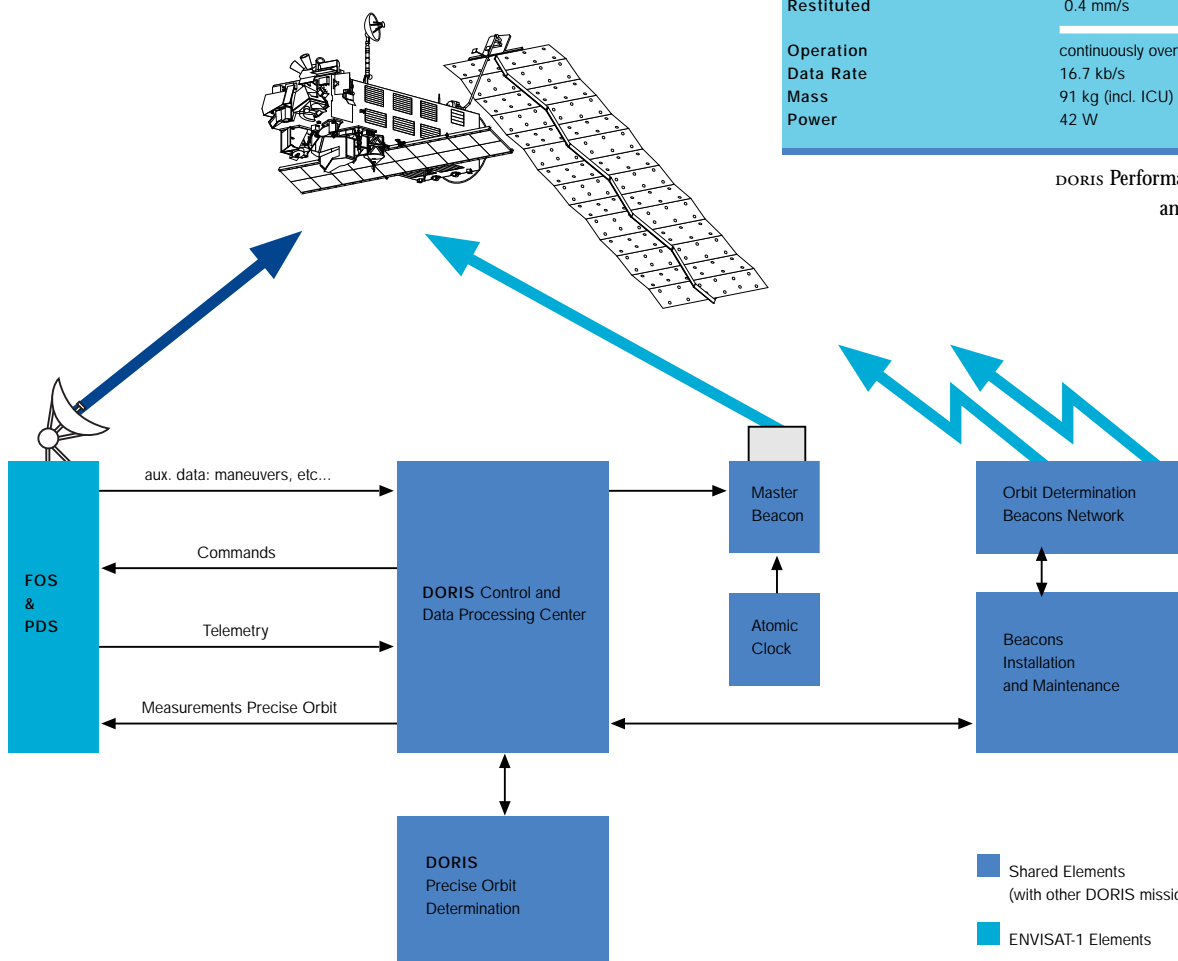 Restituted 0.4 mm/s
Operation continuously over
Data Rate 16.7 kb/s
Mass 91 kg (incl. ICU)
Power 42 W
DORIS Performa
an
aux. data: maneuvers, etc...
Commands
Telemetry
Measurements Precise Orbit
FOS
&
PDS
DORIS Control and
Data Processing Center
Master
Beacon
Atomic
Clock
Orbit Determination
Beacons Network
Beacons
Installation
and Maintenance
DORIS
Precise Orbit
Determination
Shared Elements
(with other DORIS missio
ENVISAT-1 Elements